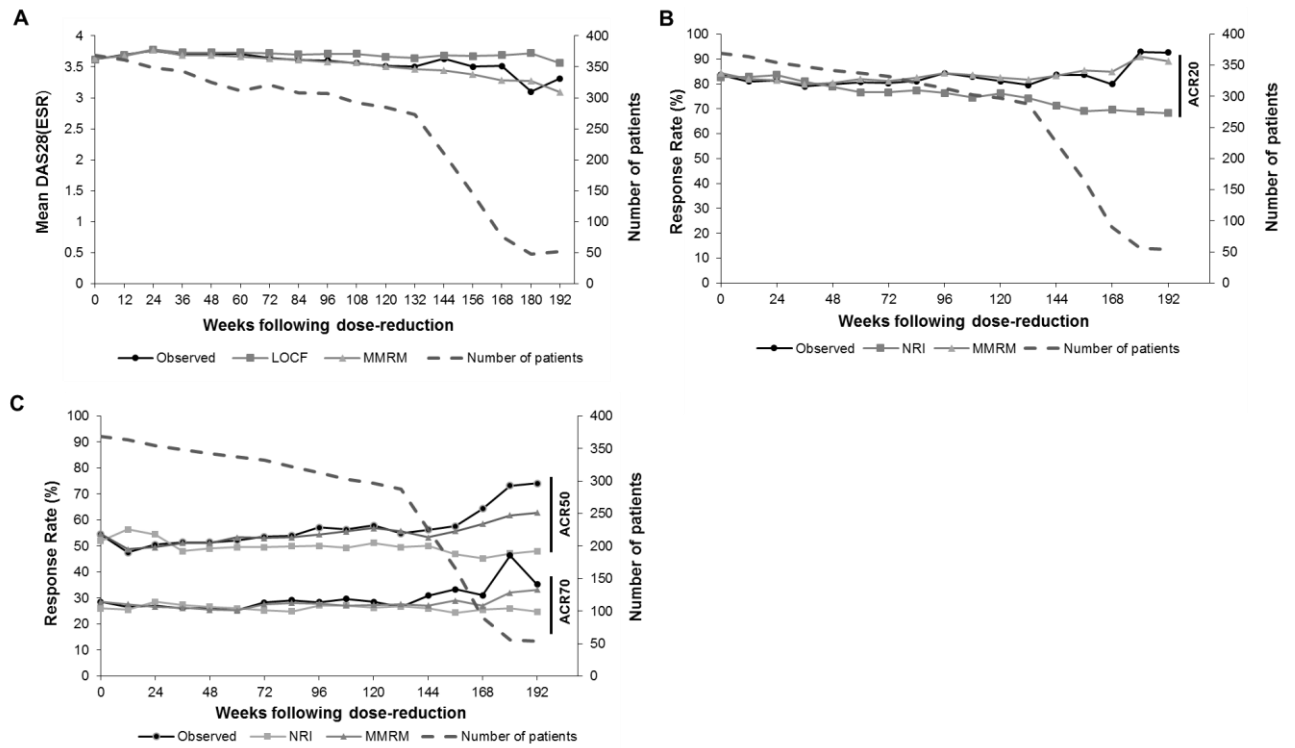 A
Mean DAS28(ESR)
4
3.5
3
2.5
2
1.5
1
0.5
0
400
350
300
250
200
150
100
50
0
Number of patients
0 12 24 36 48 60 72 84 96 108 120 132 144 156 168 180 192
Weeks following dose-reduction
Observed LOCF MMRM Number of patients
B
Response Rate (%)
100
90
80
70
60
50
40
30
20
10
0
ACR20
400
350
300
250
200
150
100
50
0
Number of patients
0 24 48 72 96 120 144 168 192
Weeks following dose-reduction
Observed NRI MMRM Number of patients
C
Response Rate (%)
100
90
80
70
60
50
40
30
20
10
0
ACR50
ACR70
400
350
300
250
200
150
100
50
0
Number of patients
0 24 48 72 96 120 144 168 192
Weeks following dose-reduction
Observed NRI MMRM Number of patients